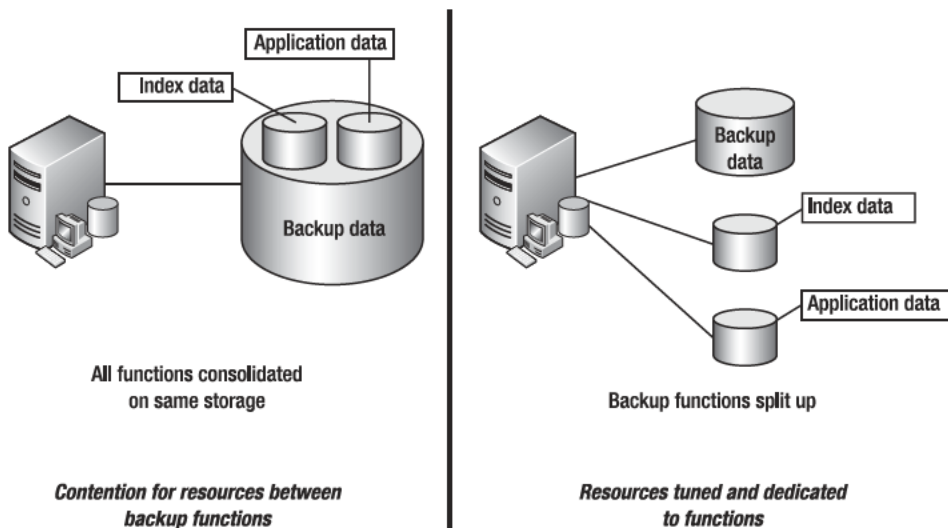 Application data
Index data
Backup data
All functions consolidated
on same storage
Contention for resources between
backup functions
Backup
data
Index data
Application data
Backup functions split up
Resources tuned and dedicated
to functions